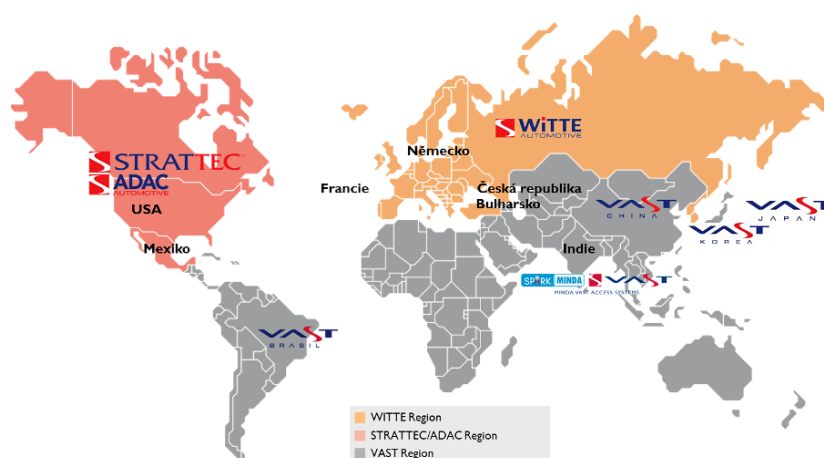 WiTTE
AUTOMOTIVE
Německo
STRATTEC
ADAC
AUTOMOTIVE
USA
Francie
Česká republika
Bulharsko
VAST
CHINA
VAST
JAPAN
VAST
KOREA
Mexiko
Indie
SPARK MINDA
VAST
MINDA VAST ACCESS SYSTEMS
VAST
BRASIL
WITTE Region
STRATTEC/ADAC Region
VAST Region